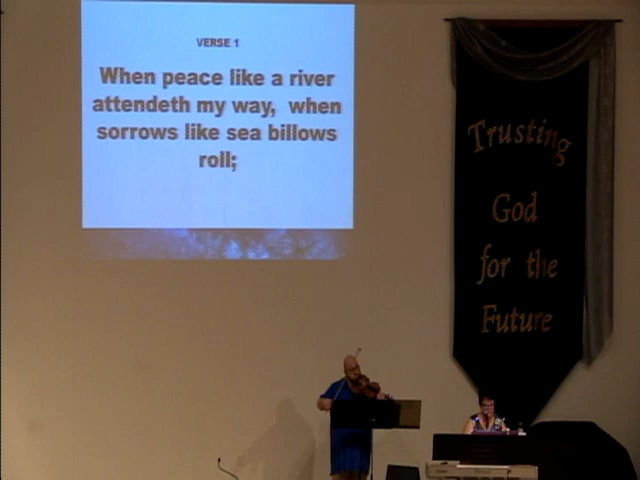 VERSE 1
When peace like a river
attendeth my way, when
sorrows like sea billows
roll;
Trusting
God
for the
Future